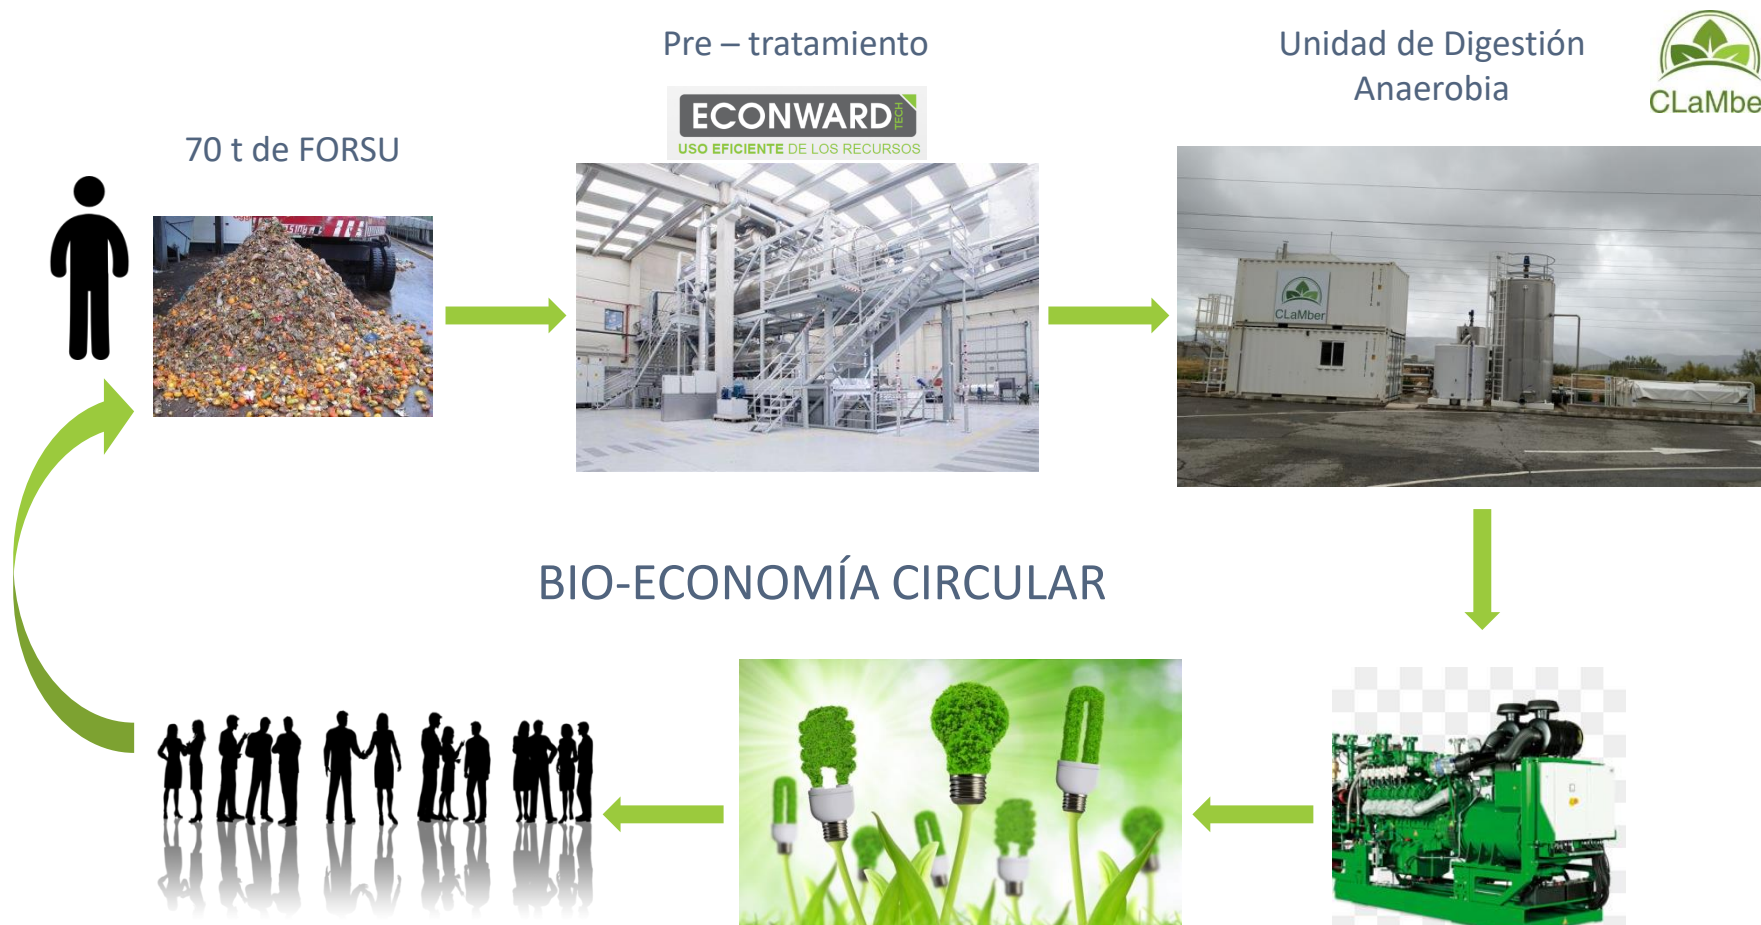 Pre – tratamiento
Unidad de Digestión
Anaerobia
CLaMbe
ECONWARD
TECH
USO EFICIENTE DE LOS RECURSOS
70 t de FORSU
CLaMber
BIO-ECONOMÍA CIRCULAR